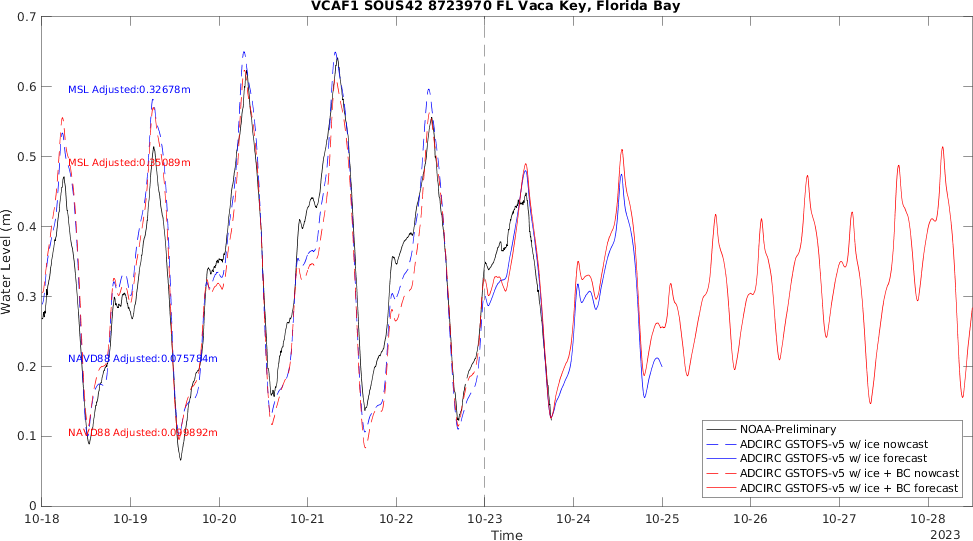 VCAF1 SOUS42 8723970 FL Vaca Key, Florida Bay
Water Level (m)
0.7
0.6
0.5
0.4
0.3
0.2
0.1
0
MSL Adjusted:0.32678m
MSL Adjusted:0.35089m
NAVD88 Adjusted:0.075784m
NAVD88 Adjusted:0.099892m
NOAA-Preliminary
ADCIRC GSTOFS-v5 w/ ice nowcast
ADCIRC GSTOFS-v5 w/ ice forecast
ADCIRC GSTOFS-v5 w/ ice + BC nowcast
ADCIRC GSTOFS-v5 w/ ice + BC forecast
10-18 10-19 10-20 10-21 10-22 10-23 10-24 10-25 10-26 10-27 10-28
2023
Time